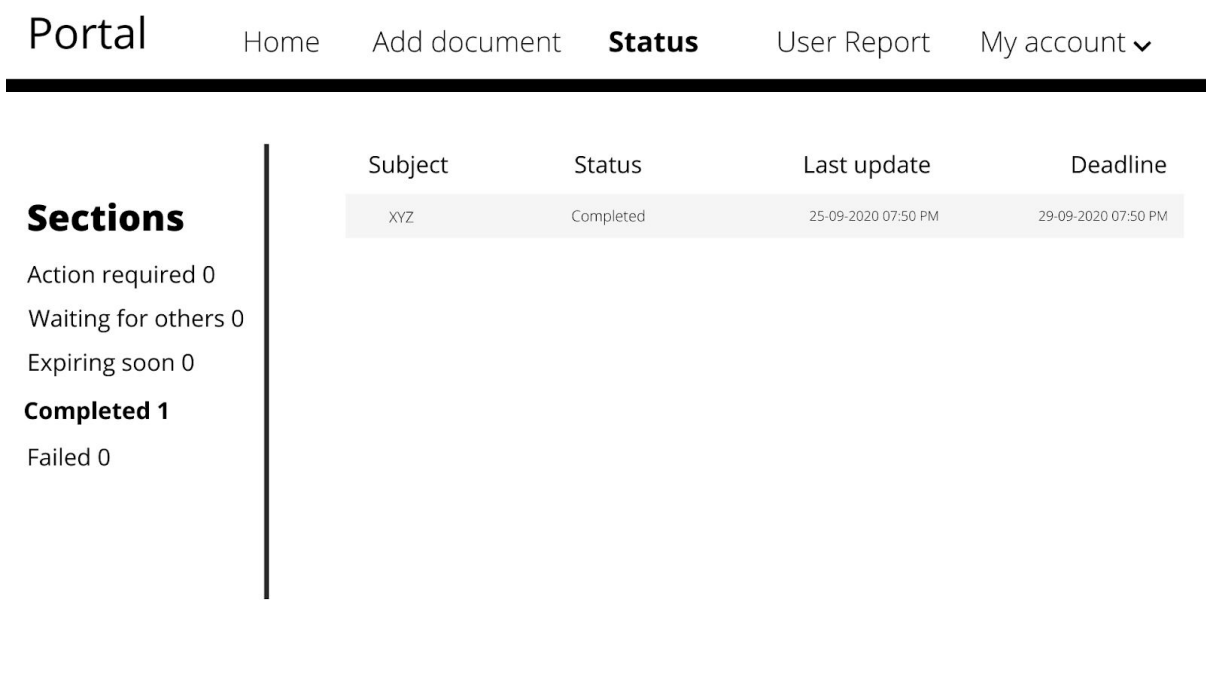 Portal Home Add document Status User Report My account
Sections
Action required 0
Waiting for others 0
Expiring soon 0
Completed 1
Failed 0
Subject Status Last update Deadline
XYZ Completed 25-09-2020 07:50 PM 29-09-2020 07:50 PM